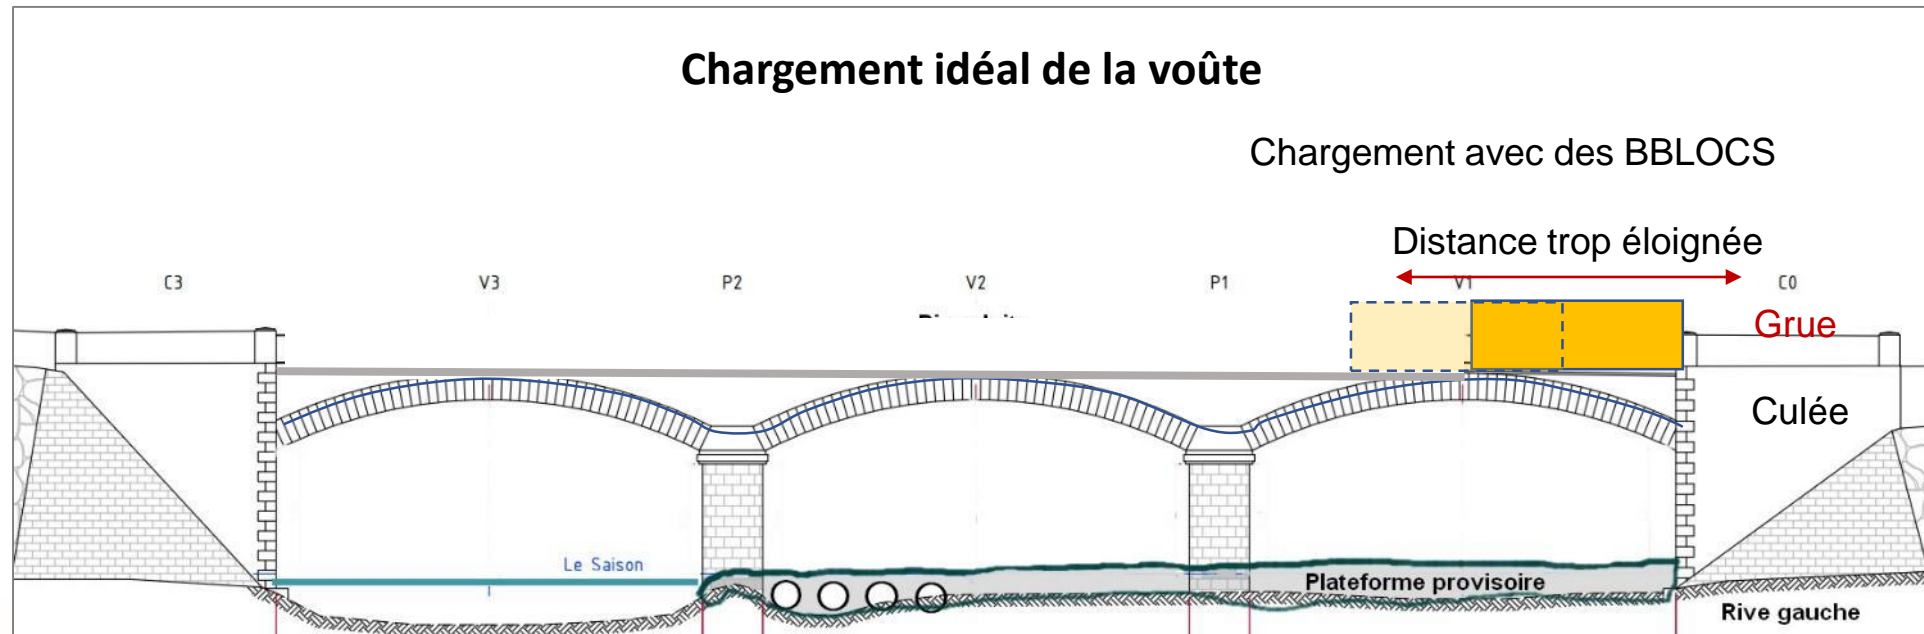 Chargement idéal de la voûte
Chargement avec des BBLOCS
Distance trop éloignée
C3 V3 P2 V2 P1 V1 C0
Grue
Culée
Le Saison
Plateforme provisoire
Rive gauche